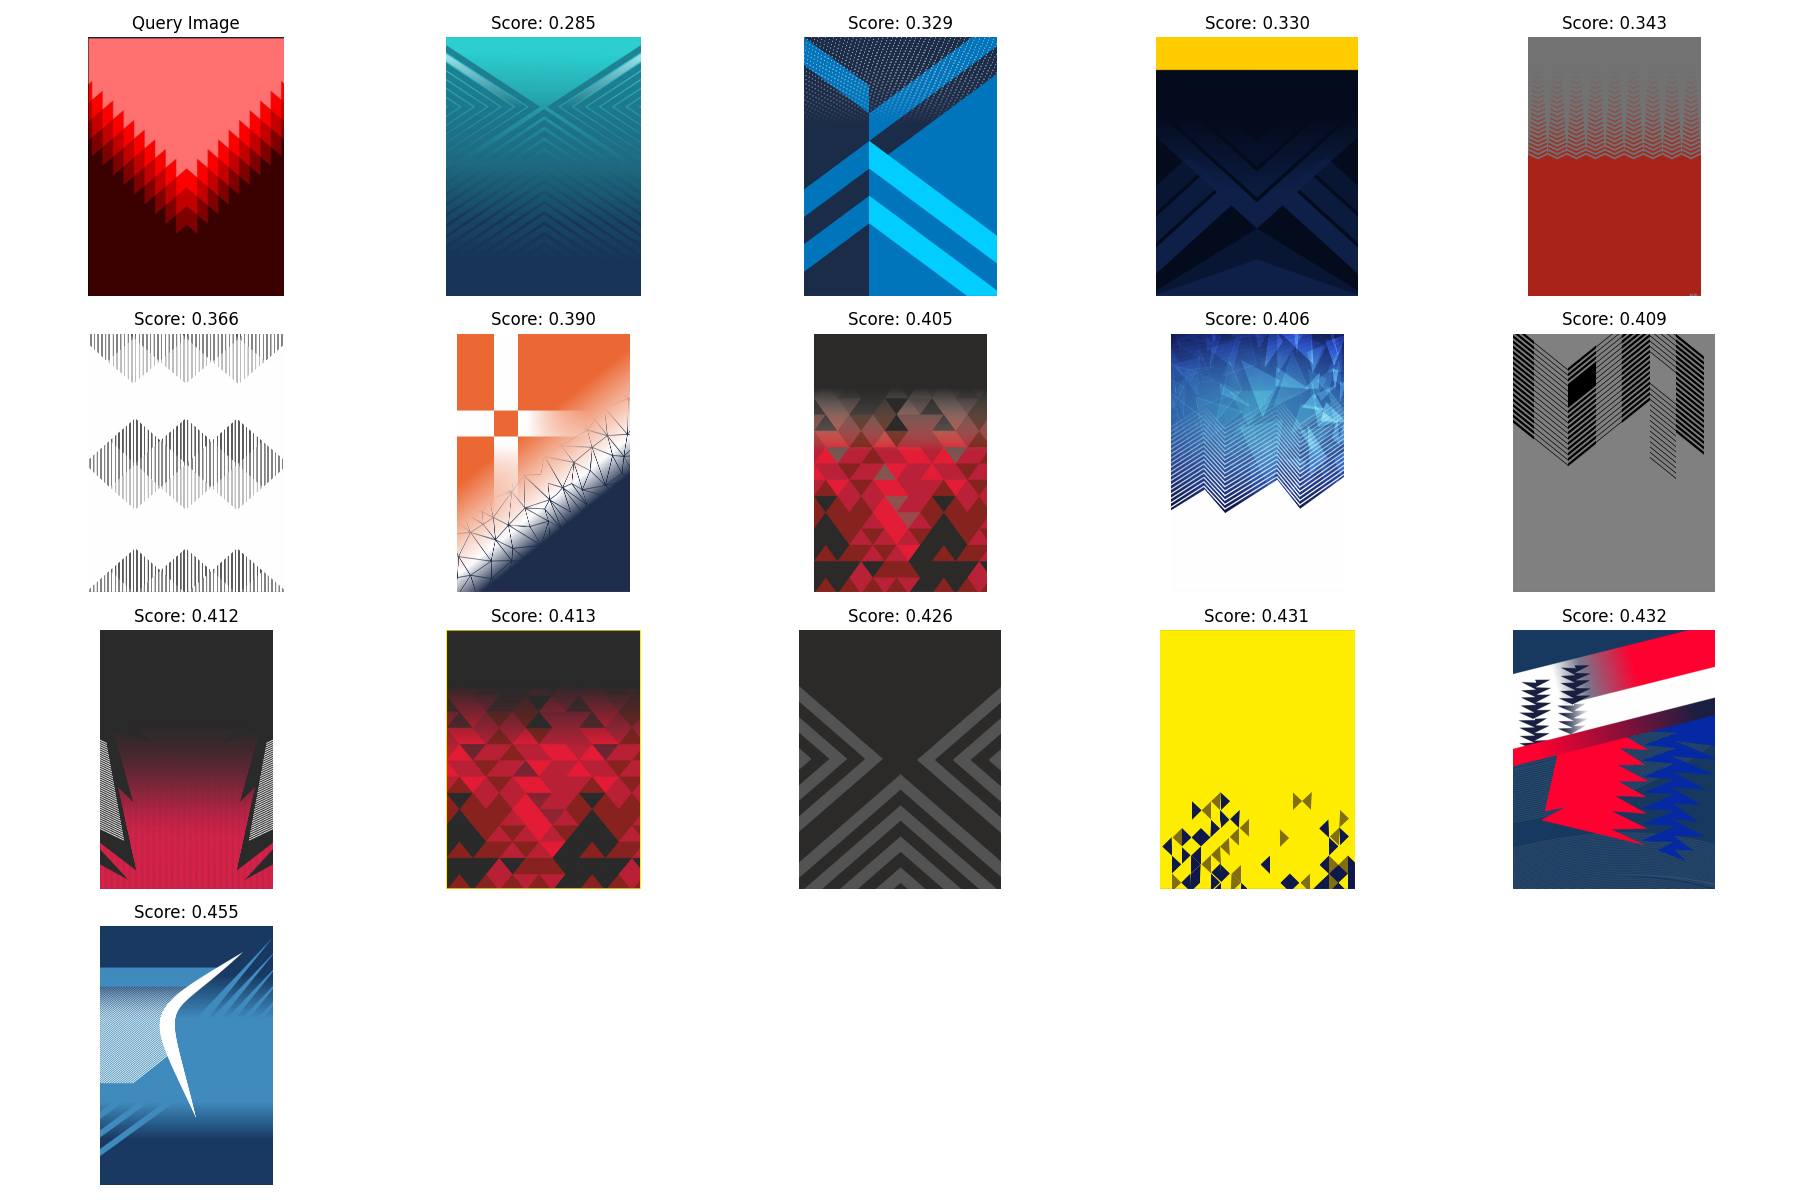 Query Image
Score: 0.285
Score: 0.329
Score: 0.330
Score: 0.343
Score: 0.366
Score: 0.390
Score: 0.405
Score: 0.406
Score: 0.409
Score: 0.412
Score: 0.413
Score: 0.426
Score: 0.431
Score: 0.432
Score: 0.455